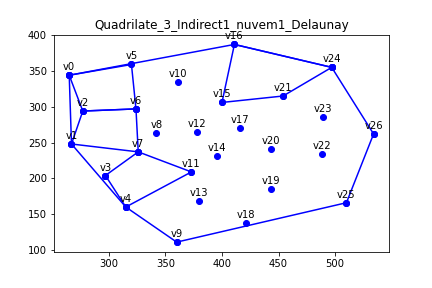 Quadrilate_3_Indirect1_nuvem1_Delaunay
400
350
300
250
200
150
100
300
350
400
450
500
v16
v5
v0
v24
v10
v21
v15
v2
v6
v23
v17
v12
v8
v26
v1
v7
v20
v14
v22
v11
v3
v19
v13
v25
v4
v18
v9